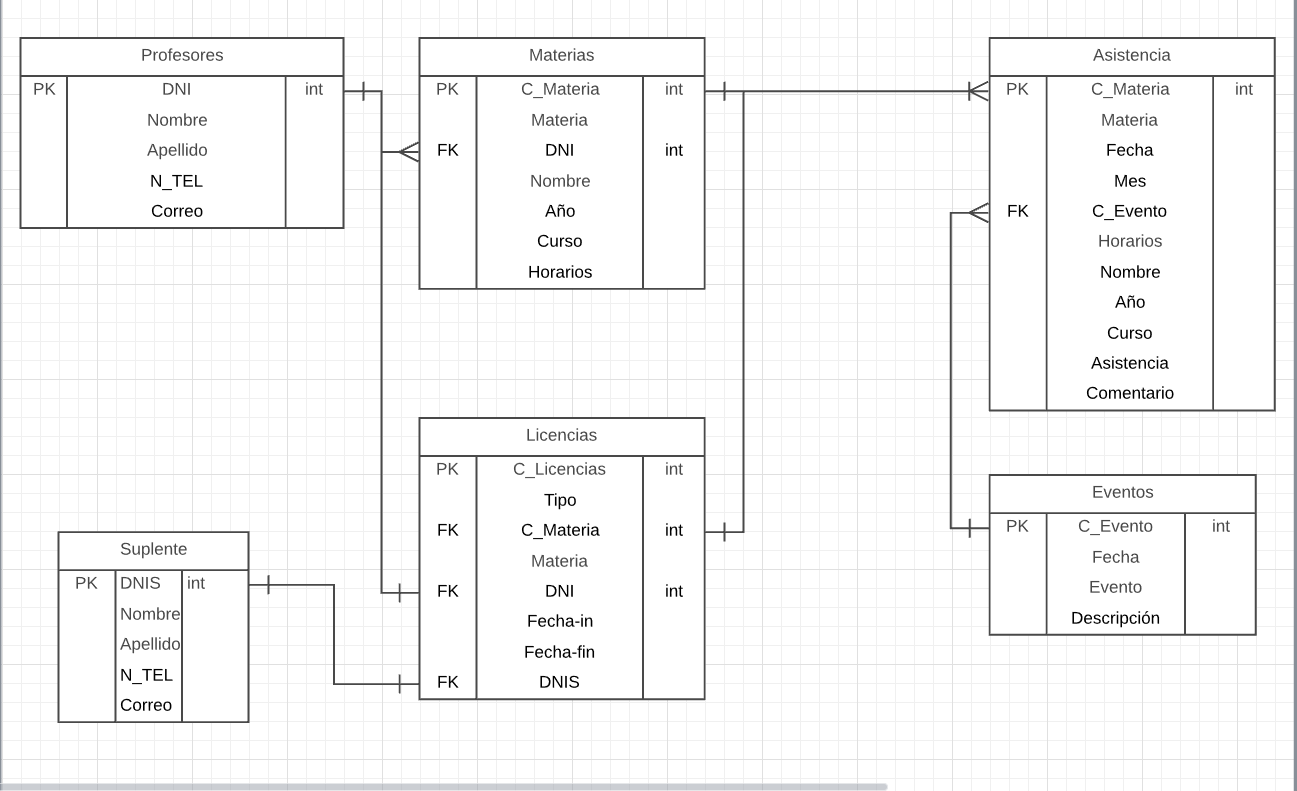 Profesores
PK DNI int
Nombre
Apellido
N_TEL
Correo
Materias
PK C_Materia int
Materia
FK DNI int
Nombre
Año
Curso
Horarios
Asistencia
PK C_Materia int
Materia
Fecha
Mes
FK C_Evento
Horarios
Nombre
Año
Curso
Asistencia
Comentario
Licencias
PK C_Licencias int
Tipo
FK C_Materia int
Materia
FK DNI int
Fecha-in
Fecha-fin
FK DNIS
Eventos
PK C_Evento int
Fecha
Evento
Descripción
Suplente
PK DNIS int
Nombre
Apellido
N_TEL
Correo